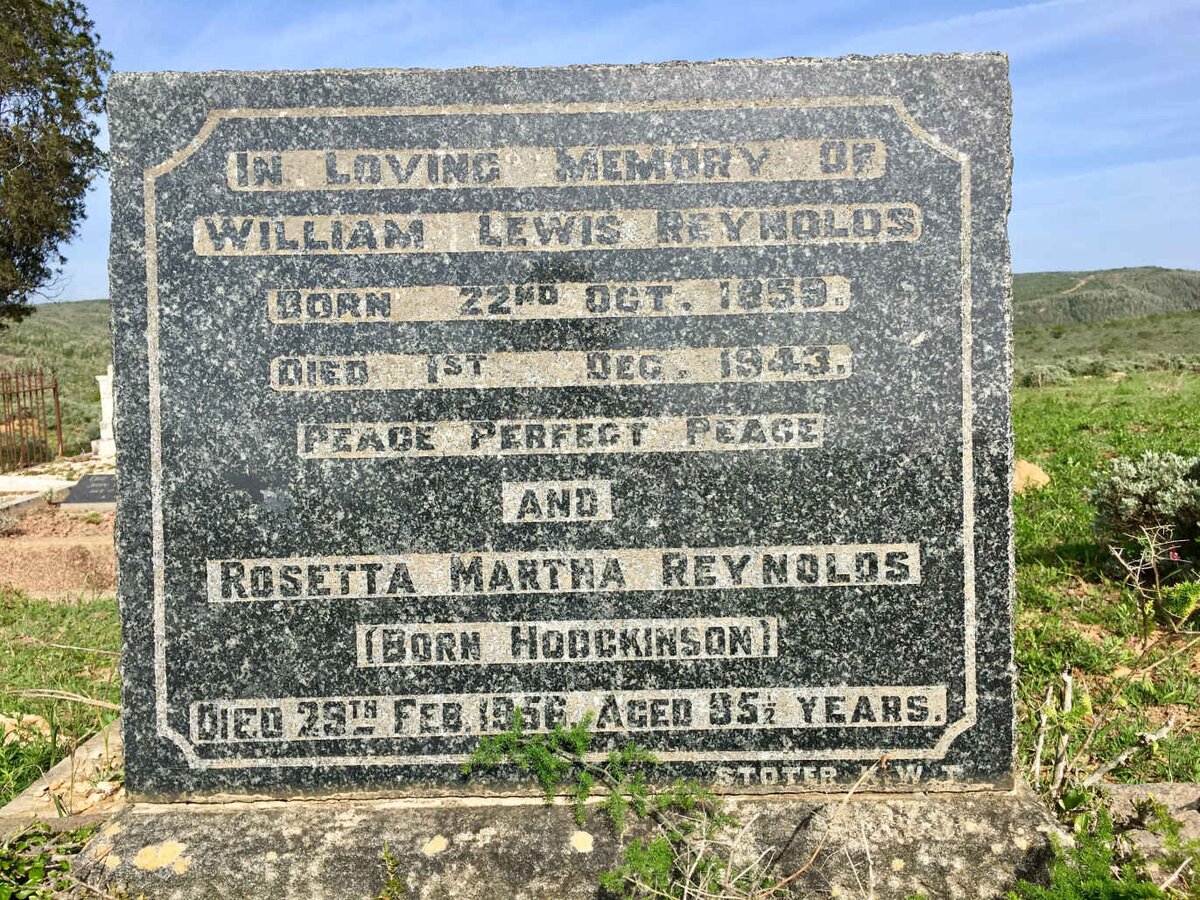 In Loving Memory Of
William Lewis Reynolds
Born 22nd Oct. 1859.
Died 1st Dec. 1943.
Peace Perfect Peace
and
Rosetta Martha Reynolds
(Born Hodgkinson)
Died 29th Feb. 1956. Aged 85½ years.
STOTER K.W.T.